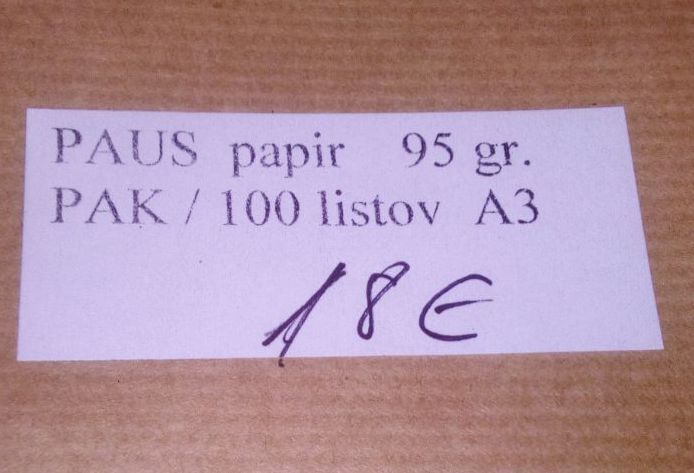 PAUS papir 95 gr.
PAK / 100 listov A3
18€